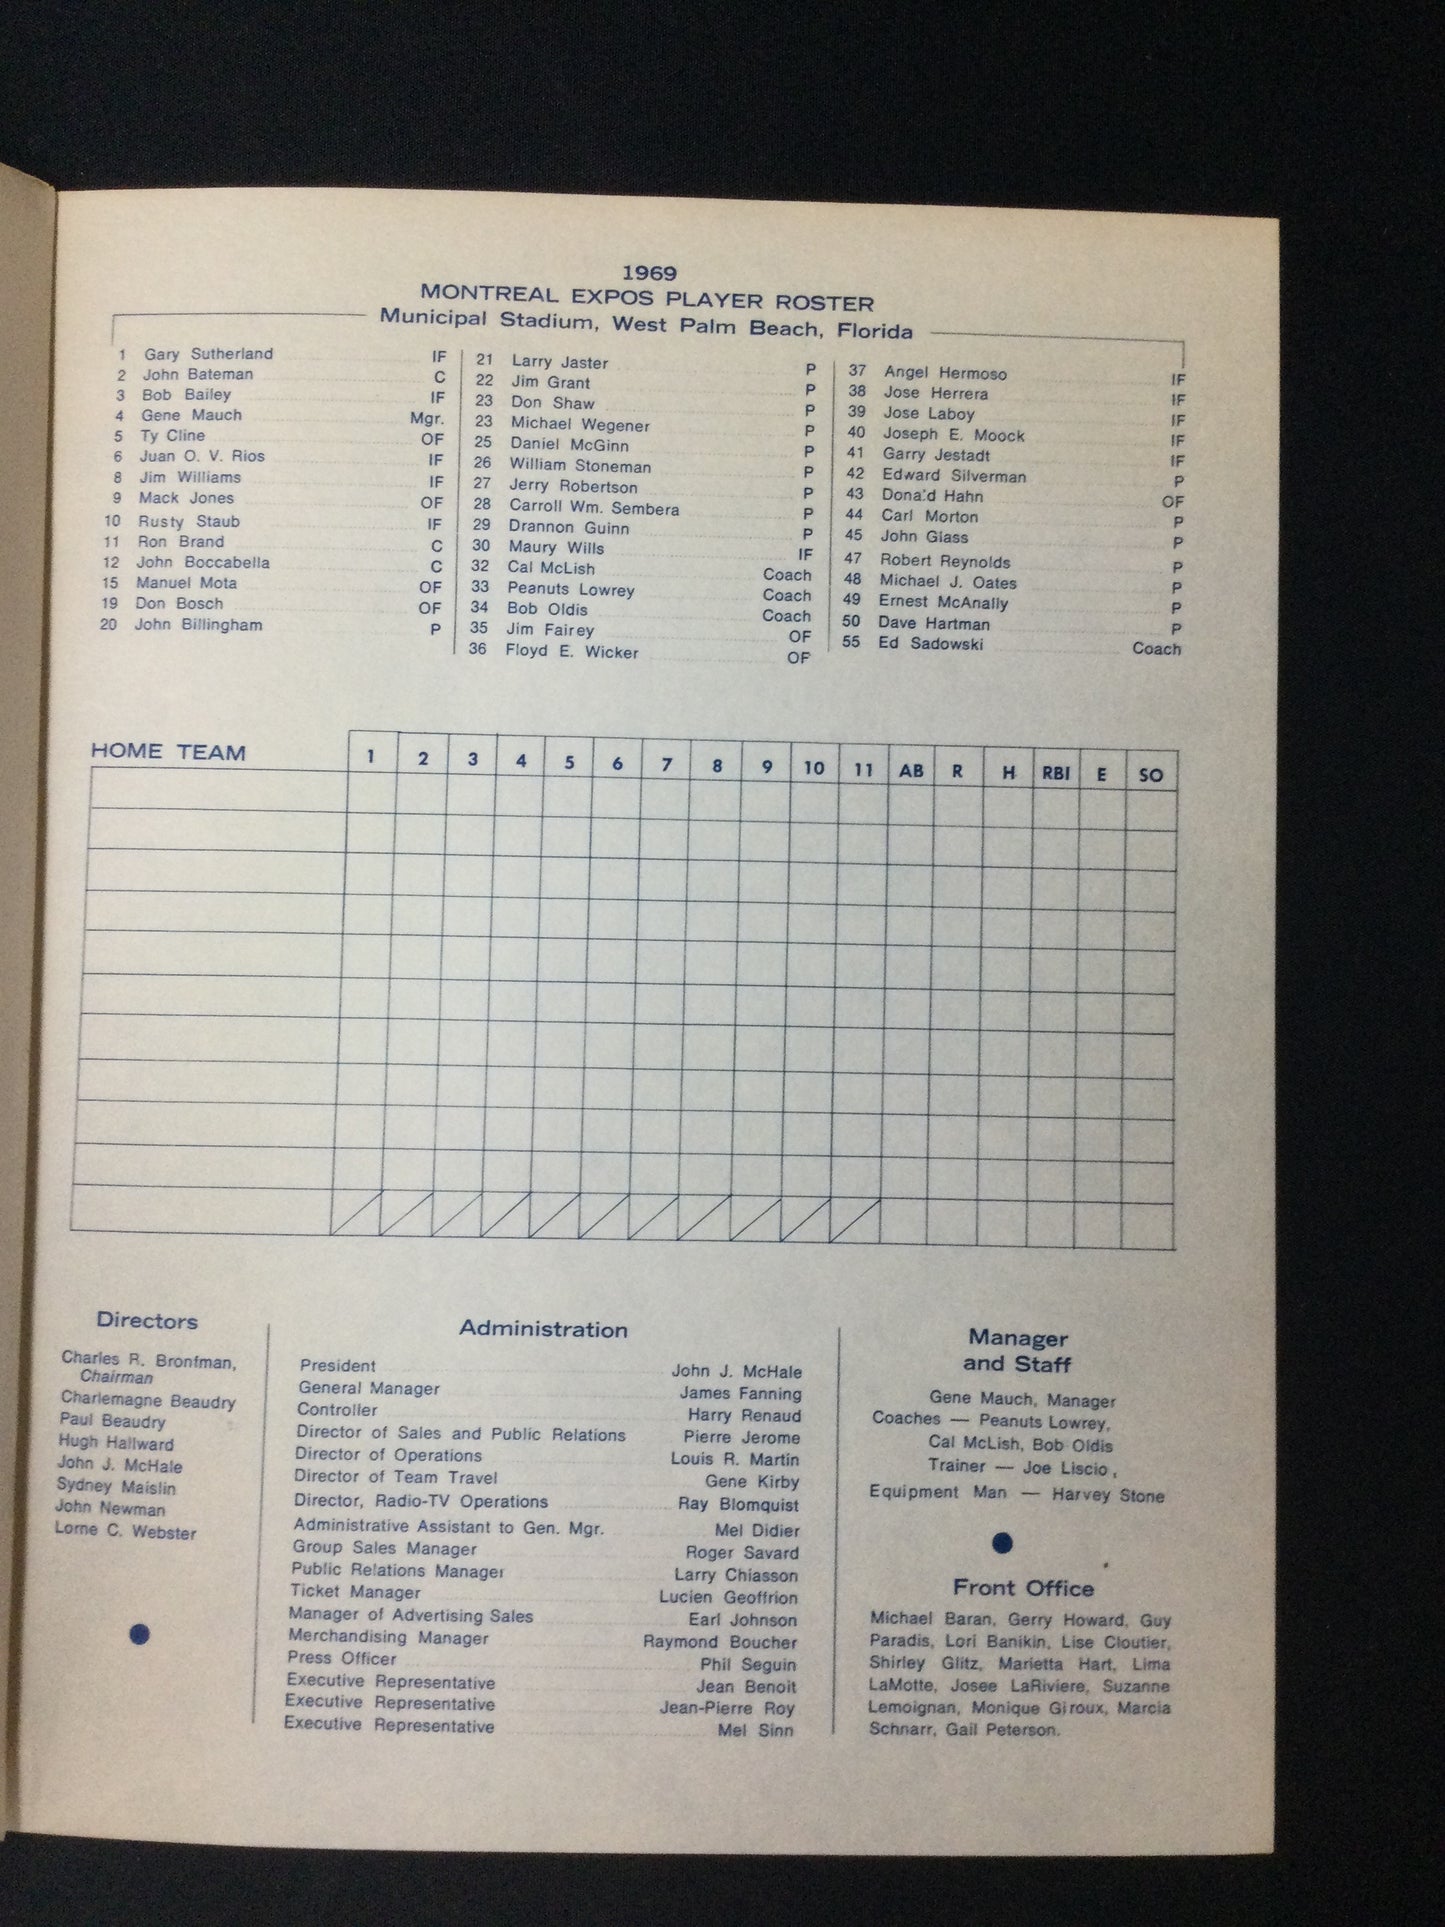 1969
MONTREAL EXPOS PLAYER ROSTER
Municipal Stadium, West Palm Beach, Florida
1 Gary Sutherland IF
2 John Bateman C
3 Bob Bailey IF
4 Gene Mauch Mgr.
5 Ty Cline OF
6 Juan O. V. Rios IF
8 Jim Williams IF
9 Mack Jones OF
10 Rusty Staub IF
11 Ron Brand C
12 John Boccabella C
15 Manuel Mota OF
19 Don Bosch OF
20 John Billingham P
21 Larry Jaster P
22 Jim Grant P
23 Don Shaw P
23 Michael Wegener P
25 Daniel McGinn P
26 William Stoneman P
27 Jerry Robertson P
28 Carroll Wm. Sembera P
29 Drannon Guinn P
30 Maury Wills IF
32 Cal McLish Coach
33 Peanuts Lowrey Coach
34 Bob Oldis Coach
35 Jim Fairey OF
36 Floyd E. Wicker OF
37 Angel Hermoso IF
38 Jose Herrera IF
39 Jose Laboy IF
40 Joseph E. Moock IF
41 Garry Jestadt IF
42 Edward Silverman P
43 Donald Hahn OF
44 Carl Morton P
45 John Glass P
47 Robert Reynolds P
48 Michael J. Oates P
49 Ernest McAnally P
50 Dave Hartman P
55 Ed Sadowski Coach
HOME TEAM 1 2 3 4 5 6 7 8 9 10 11 AB R H RBI E SO
Directors
Charles R. Bronfman,
Chairman
Charlemagne Beaudry
Paul Beaudry
Hugh Hallward
John J. McHale
Sydney Maislin
John Newman
Lorne C. Webster
Administration
President John J. McHale
General Manager James Fanning
Controller Harry Renaud
Director of Sales and Public Relations Pierre Jerome
Director of Operations Louis R. Martin
Director of Team Travel Gene Kirby
Director, Radio-TV Operations Ray Blomquist
Administrative Assistant to Gen. Mgr. Mel Didier
Group Sales Manager Roger Savard
Public Relations Manager Larry Chiasson
Ticket Manager Lucien Geoffrion
Manager of Advertising Sales Earl Johnson
Merchandising Manager Raymond Boucher
Press Officer Phil Seguin
Executive Representative Jean Benoit
Executive Representative Jean-Pierre Roy
Executive Representative Mel Sinn
Manager
and Staff
Gene Mauch, Manager
Coaches — Peanuts Lowrey,
Cal McLish, Bob Oldis
Trainer — Joe Liscio,
Equipment Man — Harvey Stone
Front Office
Michael Baran, Gerry Howard, Guy
Paradis, Lori Banikin, Lise Cloutier,
Shirley Glitz, Marietta Hart, Lima
LaMotte, Josee LaRiviere, Suzanne
Lemoignan, Monique Giroux, Marcia
Schnarr, Gail Peterson.